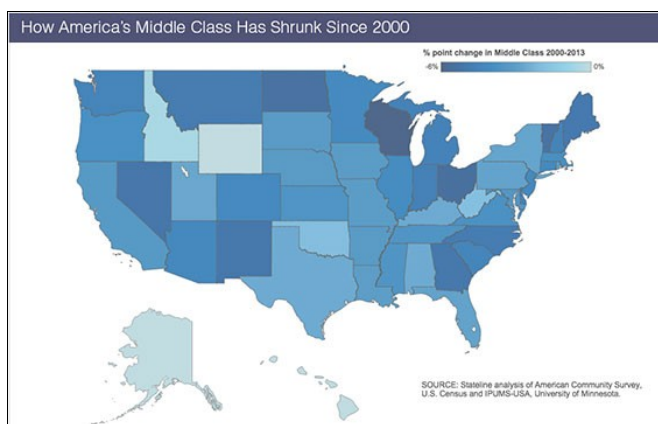 How America's Middle Class Has Shrunk Since 2000
% point change in Middle Class 2000-2013
-6% 0%
SOURCE: Stateline analysis of American Community Survey,
U.S. Census and IPUMS-USA, University of Minnesota.